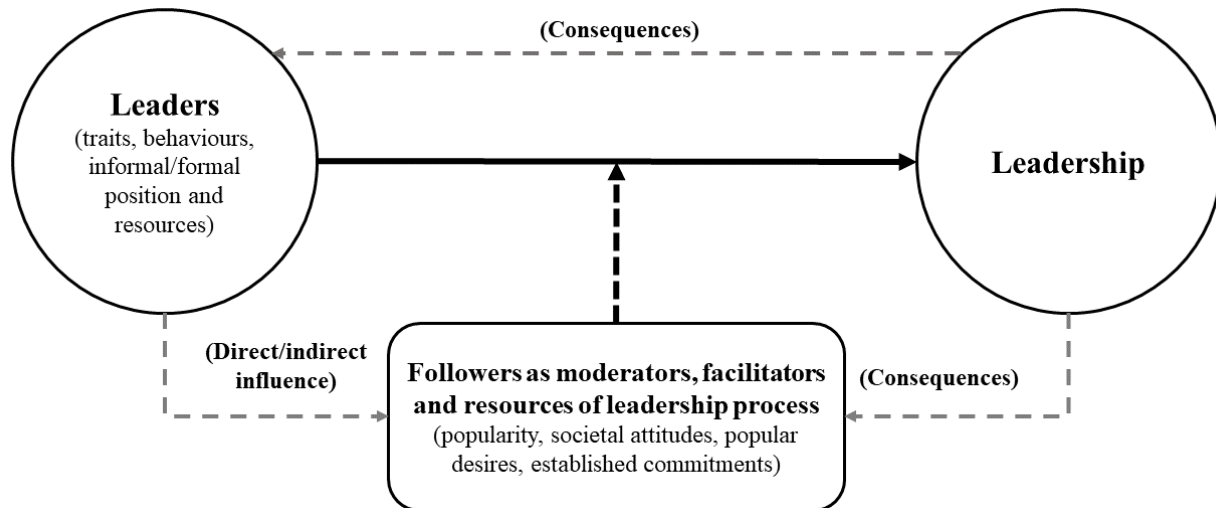 (Consequences)
Leaders
(traits, behaviours,
informal/formal
position and
resources)
Leadership
(Direct/indirect
influence)
Followers as moderators, facilitators
and resources of leadership process
(popularity, societal attitudes, popular
desires, established commitments)
(Consequences)